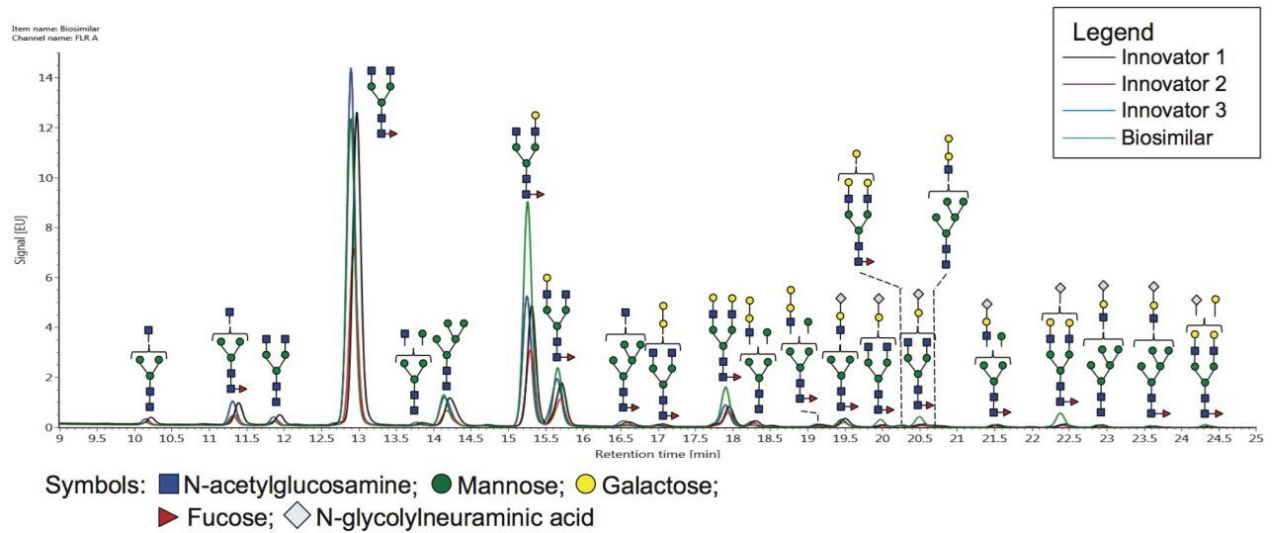 Item name: Biosimilar
Channel name: FLR A
Legend
Innovator 1
Innovator 2
Innovator 3
Biosimilar
Signal [EU]
14
12
10
8
6
4
2
0
9 9.5 10 10.5 11 11.5 12 12.5 13 13.5 14 14.5 15 15.5 16 16.5 17 17.5 18 18.5 19 19.5 20 20.5 21 21.5 22 22.5 23 23.5 24 24.5 25
Retention time [min]
Symbols: N-acetylglucosamine; Mannose; Galactose;
Fucose; N-glycolylneuraminic acid